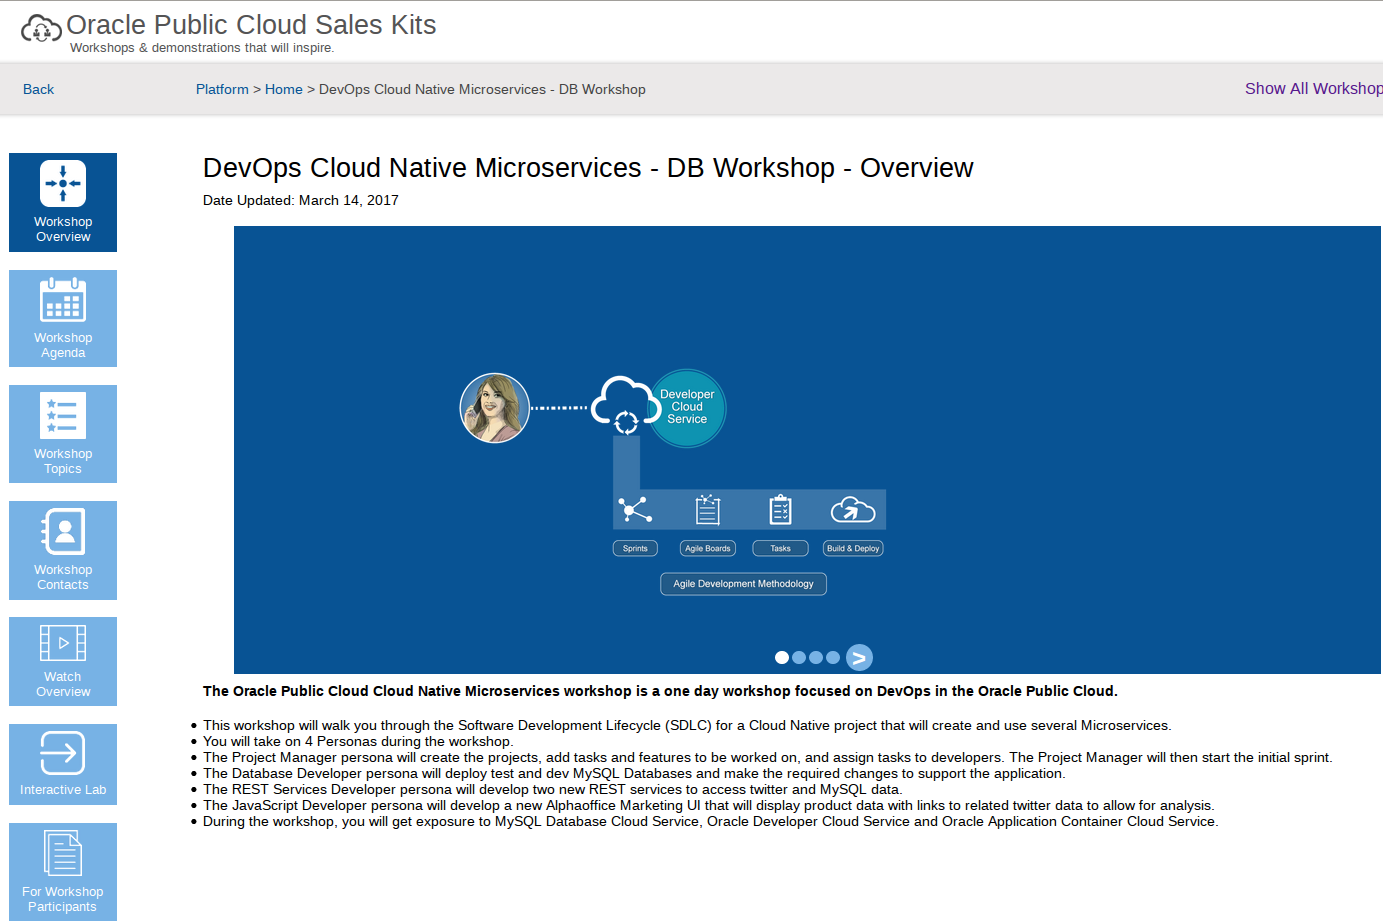 Oracle Public Cloud Sales Kits
Workshops & demonstrations that will inspire.
Back
Platform > Home > DevOps Cloud Native Microservices - DB Workshop
Show All Workshop
Workshop
Overview
Workshop
Agenda
Workshop
Topics
Workshop
Contacts
Watch
Overview
Interactive Lab
For Workshop
Participants
DevOps Cloud Native Microservices - DB Workshop - Overview
Date Updated: March 14, 2017
Developer
Cloud
Service
Sprints
Agile Boards
Tasks
Build & Deploy
Agile Development Methodology
>
The Oracle Public Cloud Cloud Native Microservices workshop is a one day workshop focused on DevOps in the Oracle Public Cloud.
• This workshop will walk you through the Software Development Lifecycle (SDLC) for a Cloud Native project that will create and use several Microservices.
• You will take on 4 Personas during the workshop.
• The Project Manager persona will create the projects, add tasks and features to be worked on, and assign tasks to developers. The Project Manager will then start the initial sprint.
• The Database Developer persona will deploy test and dev MySQL Databases and make the required changes to support the application.
• The REST Services Developer persona will develop two new REST services to access twitter and MySQL data.
• The JavaScript Developer persona will develop a new Alphaoffice Marketing UI that will display product data with links to related twitter data to allow for analysis.
• During the workshop, you will get exposure to MySQL Database Cloud Service, Oracle Developer Cloud Service and Oracle Application Container Cloud Service.